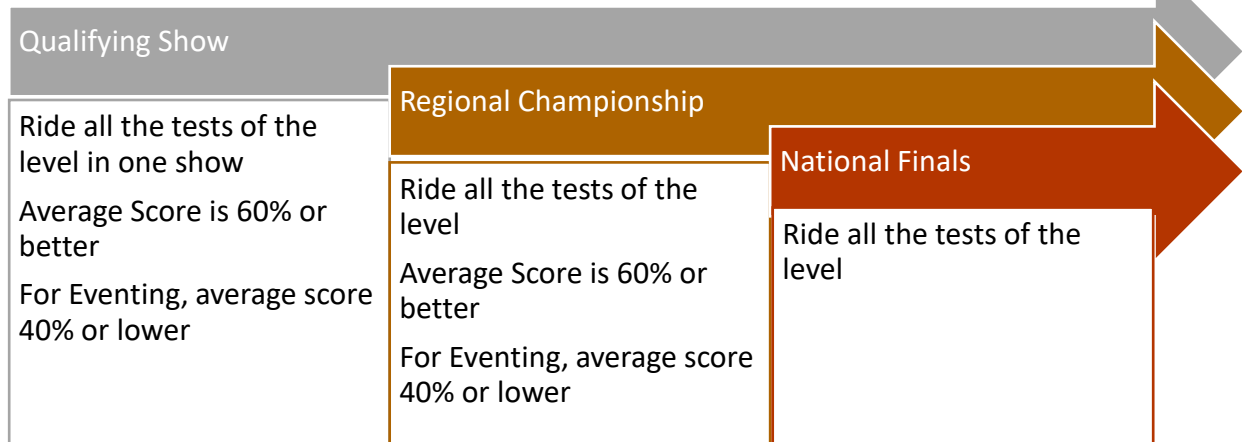 Qualifying Show
Ride all the tests of the
level in one show
Average Score is 60% or
better
For Eventing, average score
40% or lower
Regional Championship
Ride all the tests of the
level
Average Score is 60% or
better
For Eventing, average score
40% or lower
National Finals
Ride all the tests of the
level